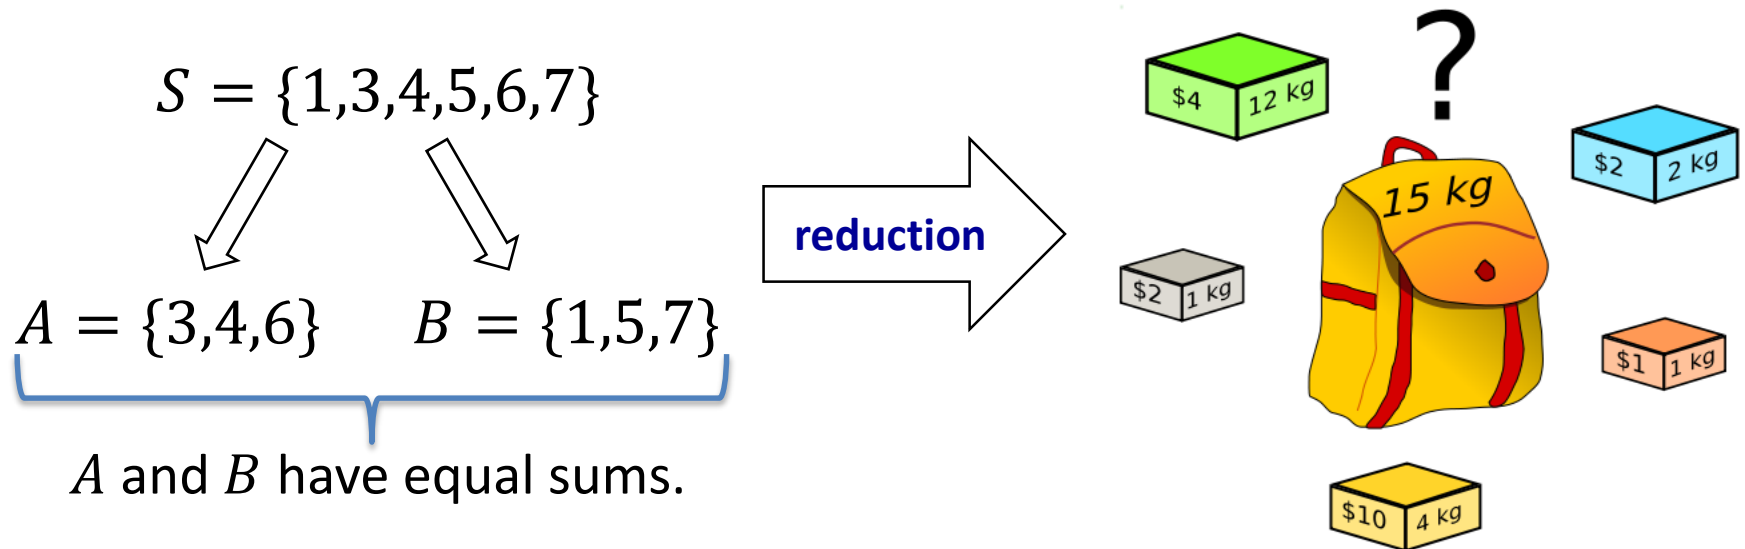 S = {1,3,4,5,6,7}
A = {3,4,6}
B = {1,5,7}
A and B have equal sums.
reduction
?
$4 12 kg
$2 2 kg
15 kg
$2 1 kg
$1 1 kg
$10 4 kg